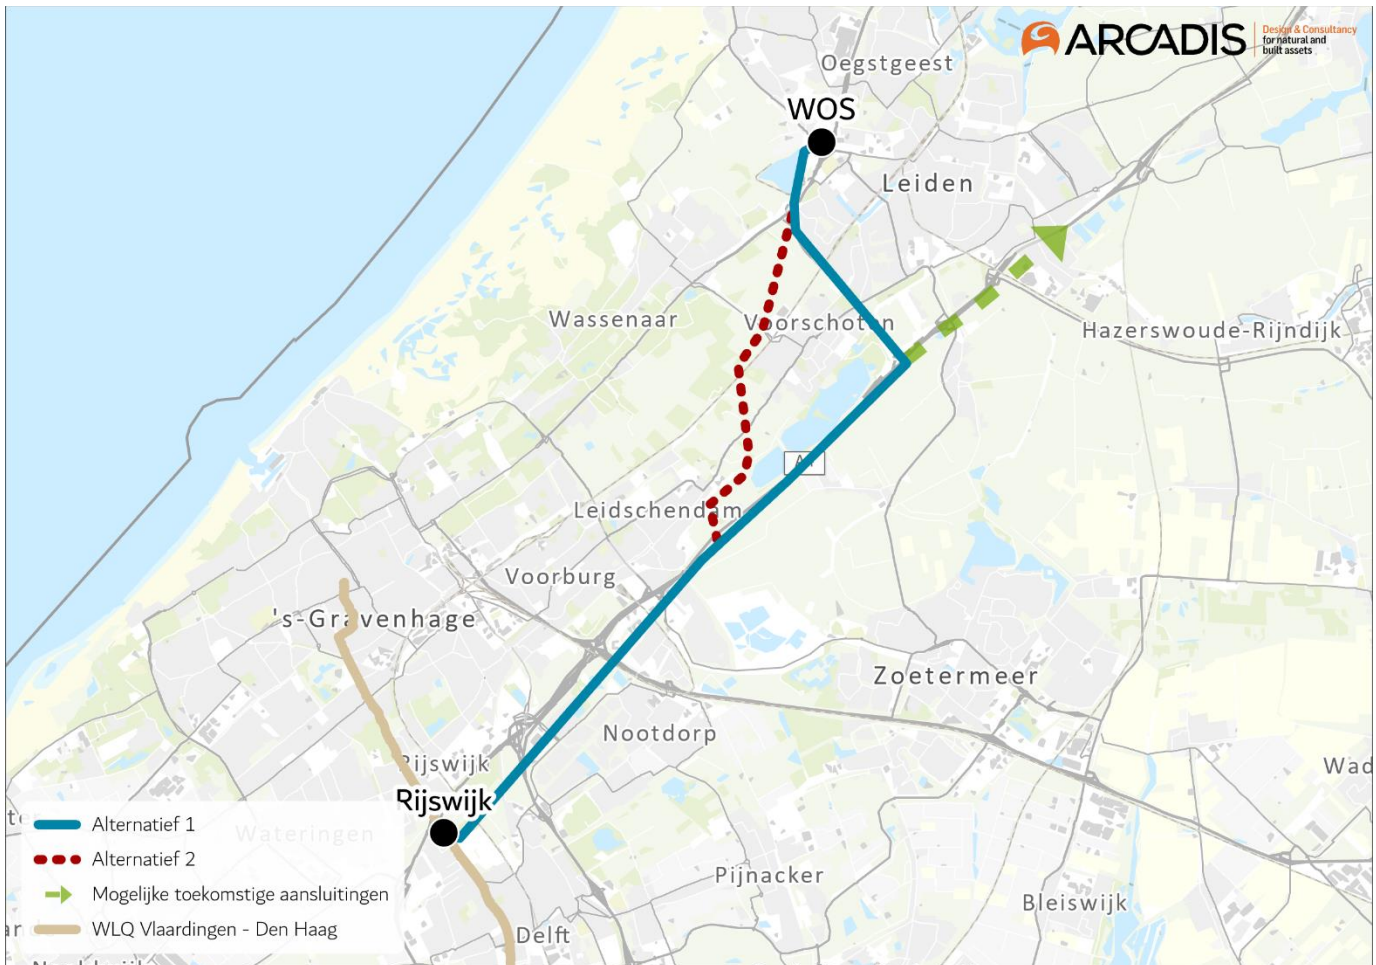 ARCADIS
Design & Consultancy
for natural and
built assets
Oegstgeest
WOS
Leiden
Wassenaar
Voorschoten
Hazerswoude-Rijndijk
Leidschendam
Voorburg
's-Gravenhage
Zoetermeer
Nootdorp
Rijswijk
Wad
Rijswijk
Alternatief 1
Wateringen
Alternatief 2
Mogelijke toekomstige aansluitingen
Pijnacker
Bleiswijk
WLQ Vlaardingen - Den Haag
Delft